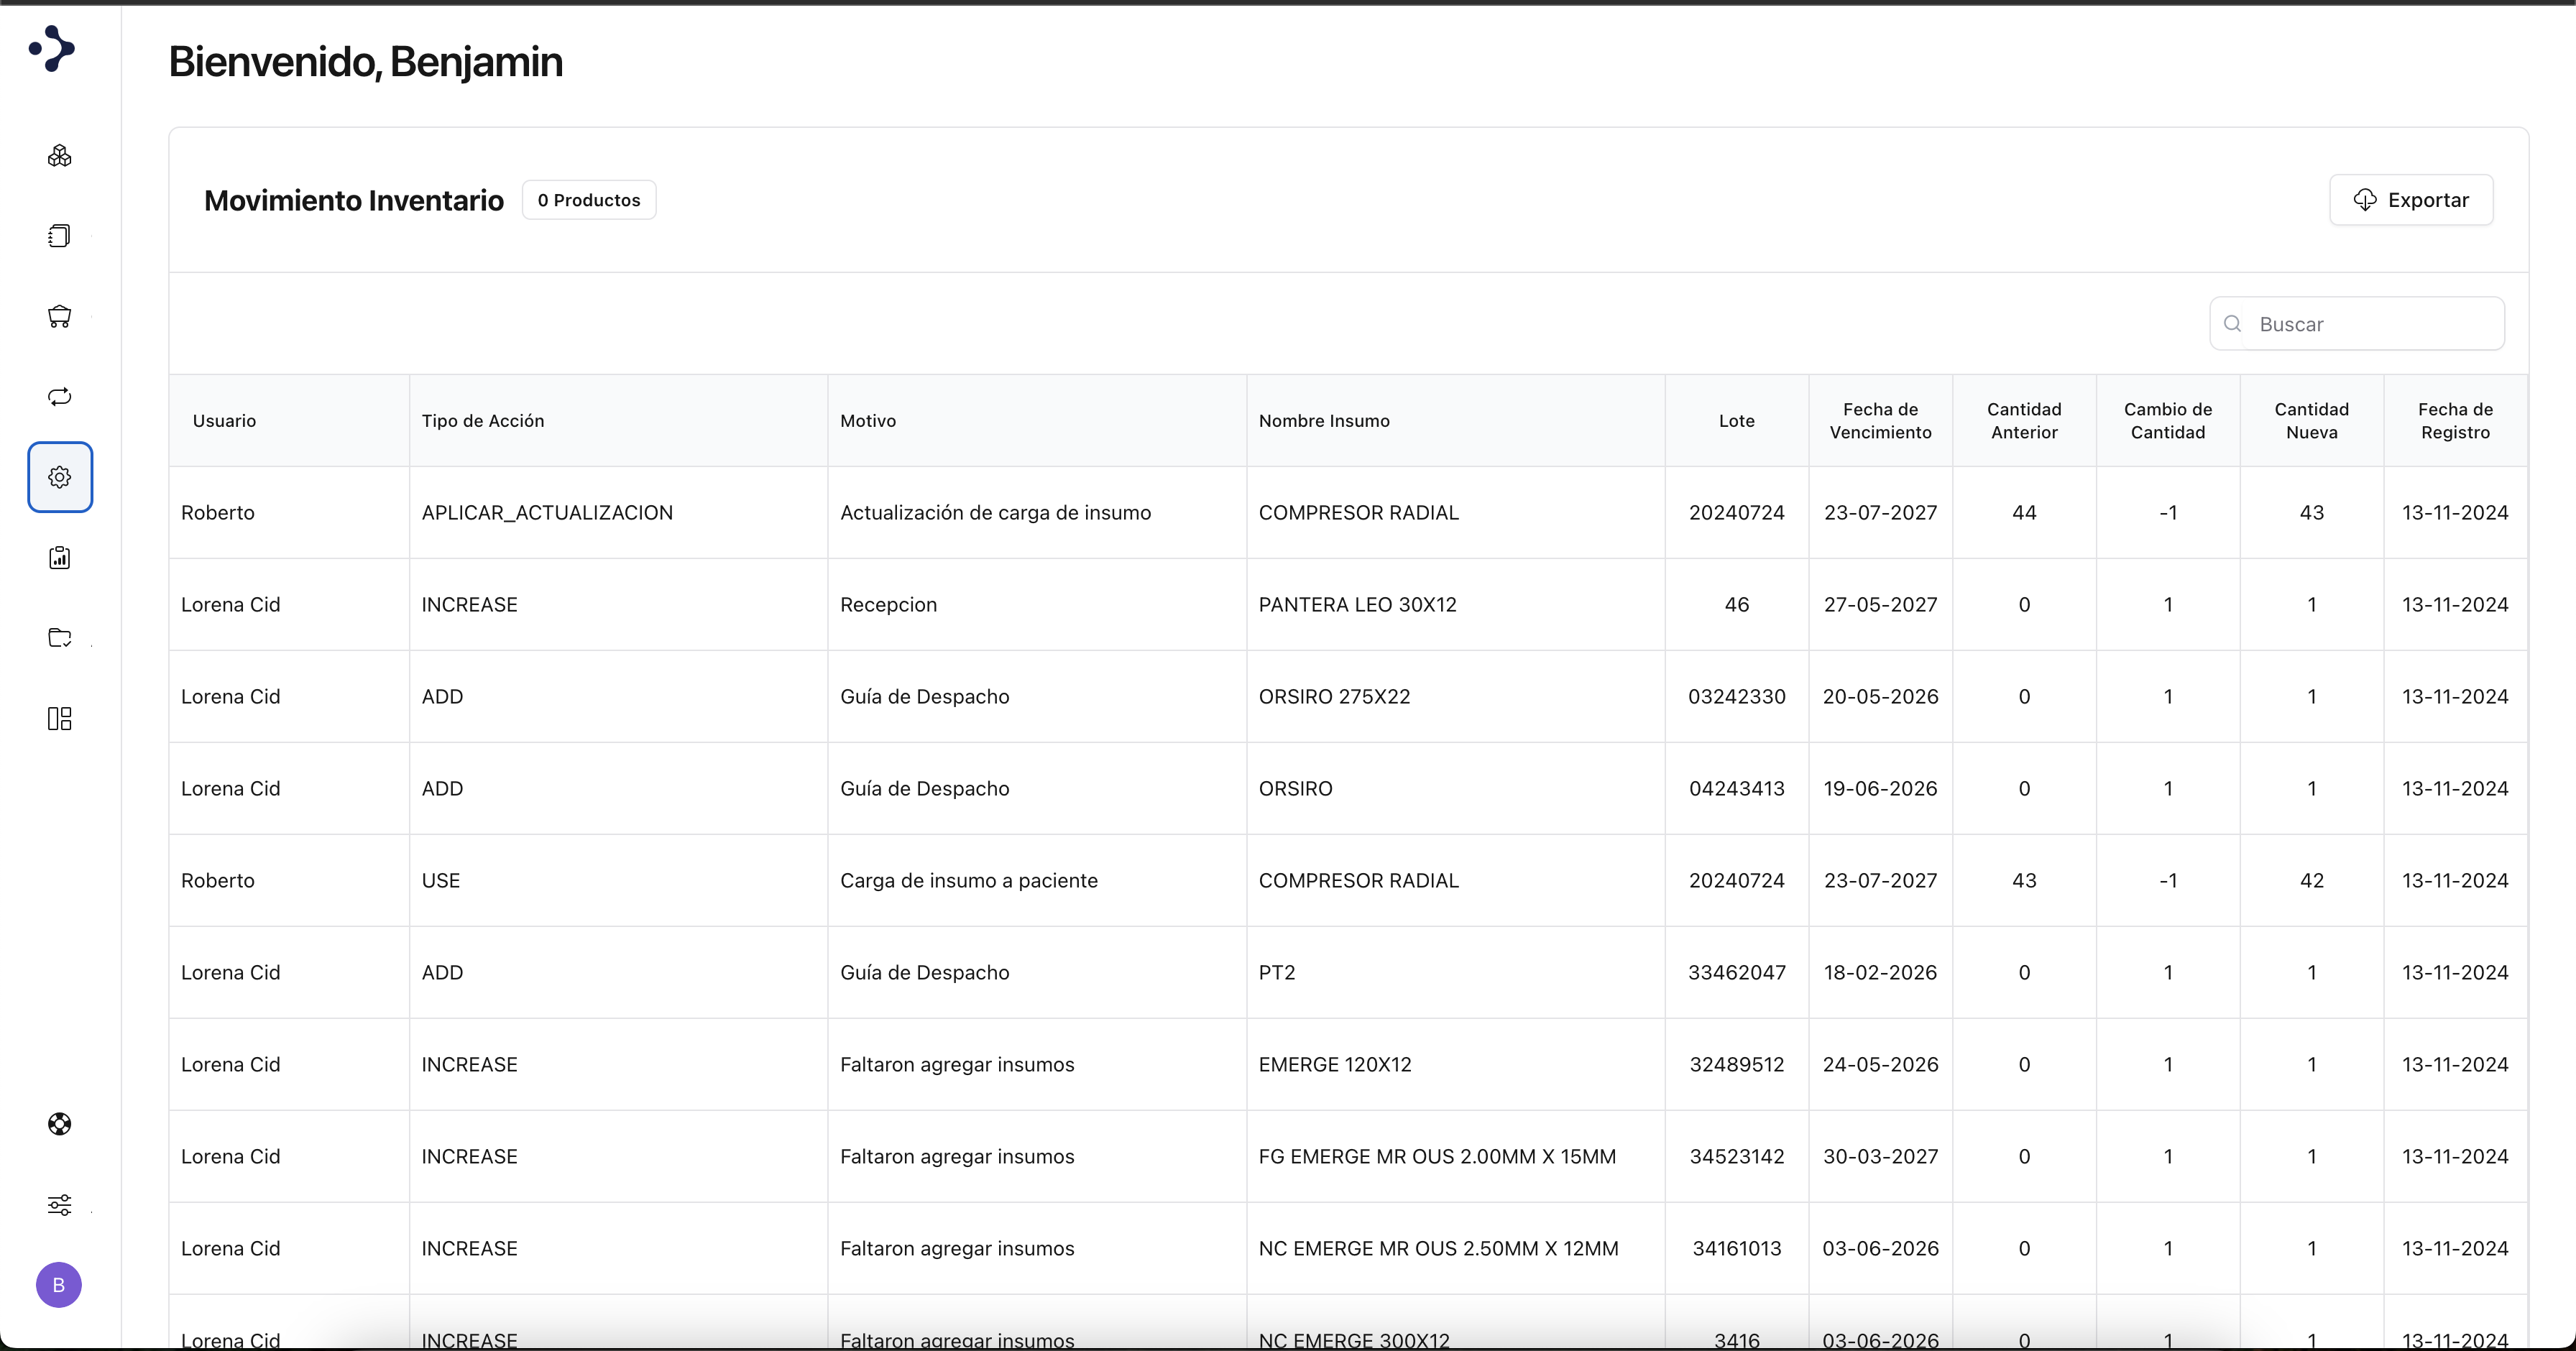 Bienvenido, Benjamin
Movimiento Inventario 0 Productos Exportar
Buscar
Usuario Tipo de Acción Motivo Nombre Insumo Lote Fecha de Vencimiento Cantidad Anterior Cambio de Cantidad Cantidad Nueva Fecha de Registro
Roberto APLICAR_ACTUALIZACION Actualización de carga de insumo COMPRESOR RADIAL 20240724 23-07-2027 44 -1 43 13-11-2024
Lorena Cid INCREASE Recepcion PANTERA LEO 30X12 46 27-05-2027 0 1 1 13-11-2024
Lorena Cid ADD Guía de Despacho ORSIRO 275X22 03242330 20-05-2026 0 1 1 13-11-2024
Lorena Cid ADD Guía de Despacho ORSIRO 04243413 19-06-2026 0 1 1 13-11-2024
Roberto USE Carga de insumo a paciente COMPRESOR RADIAL 20240724 23-07-2027 43 -1 42 13-11-2024
Lorena Cid ADD Guía de Despacho PT2 33462047 18-02-2026 0 1 1 13-11-2024
Lorena Cid INCREASE Faltaron agregar insumos EMERGE 120X12 32489512 24-05-2026 0 1 1 13-11-2024
Lorena Cid INCREASE Faltaron agregar insumos FG EMERGE MR OUS 2.00MM X 15MM 34523142 30-03-2027 0 1 1 13-11-2024
Lorena Cid INCREASE Faltaron agregar insumos NC EMERGE MR OUS 2.50MM X 12MM 34161013 03-06-2026 0 1 1 13-11-2024
Lorena Cid INCREASE Faltaron agregar insumos NC EMERGE 300X12 3416 03-06-2026 0 1 1 13-11-2024
B